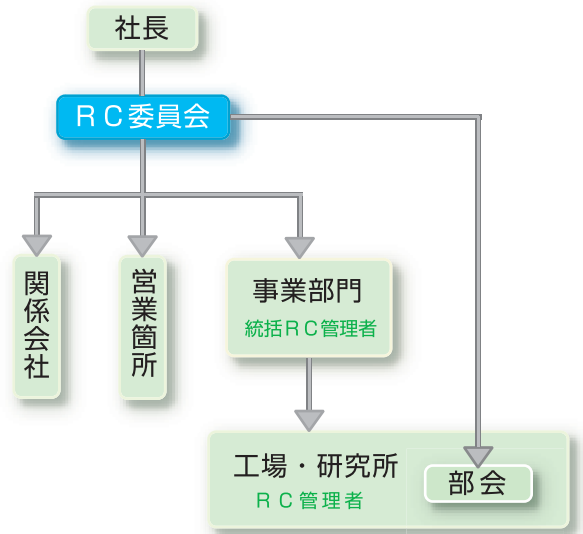 社長
RC委員会
関係会社
営業箇所
事業部門
統括RC管理者
工場・研究所
RC管理者
部会